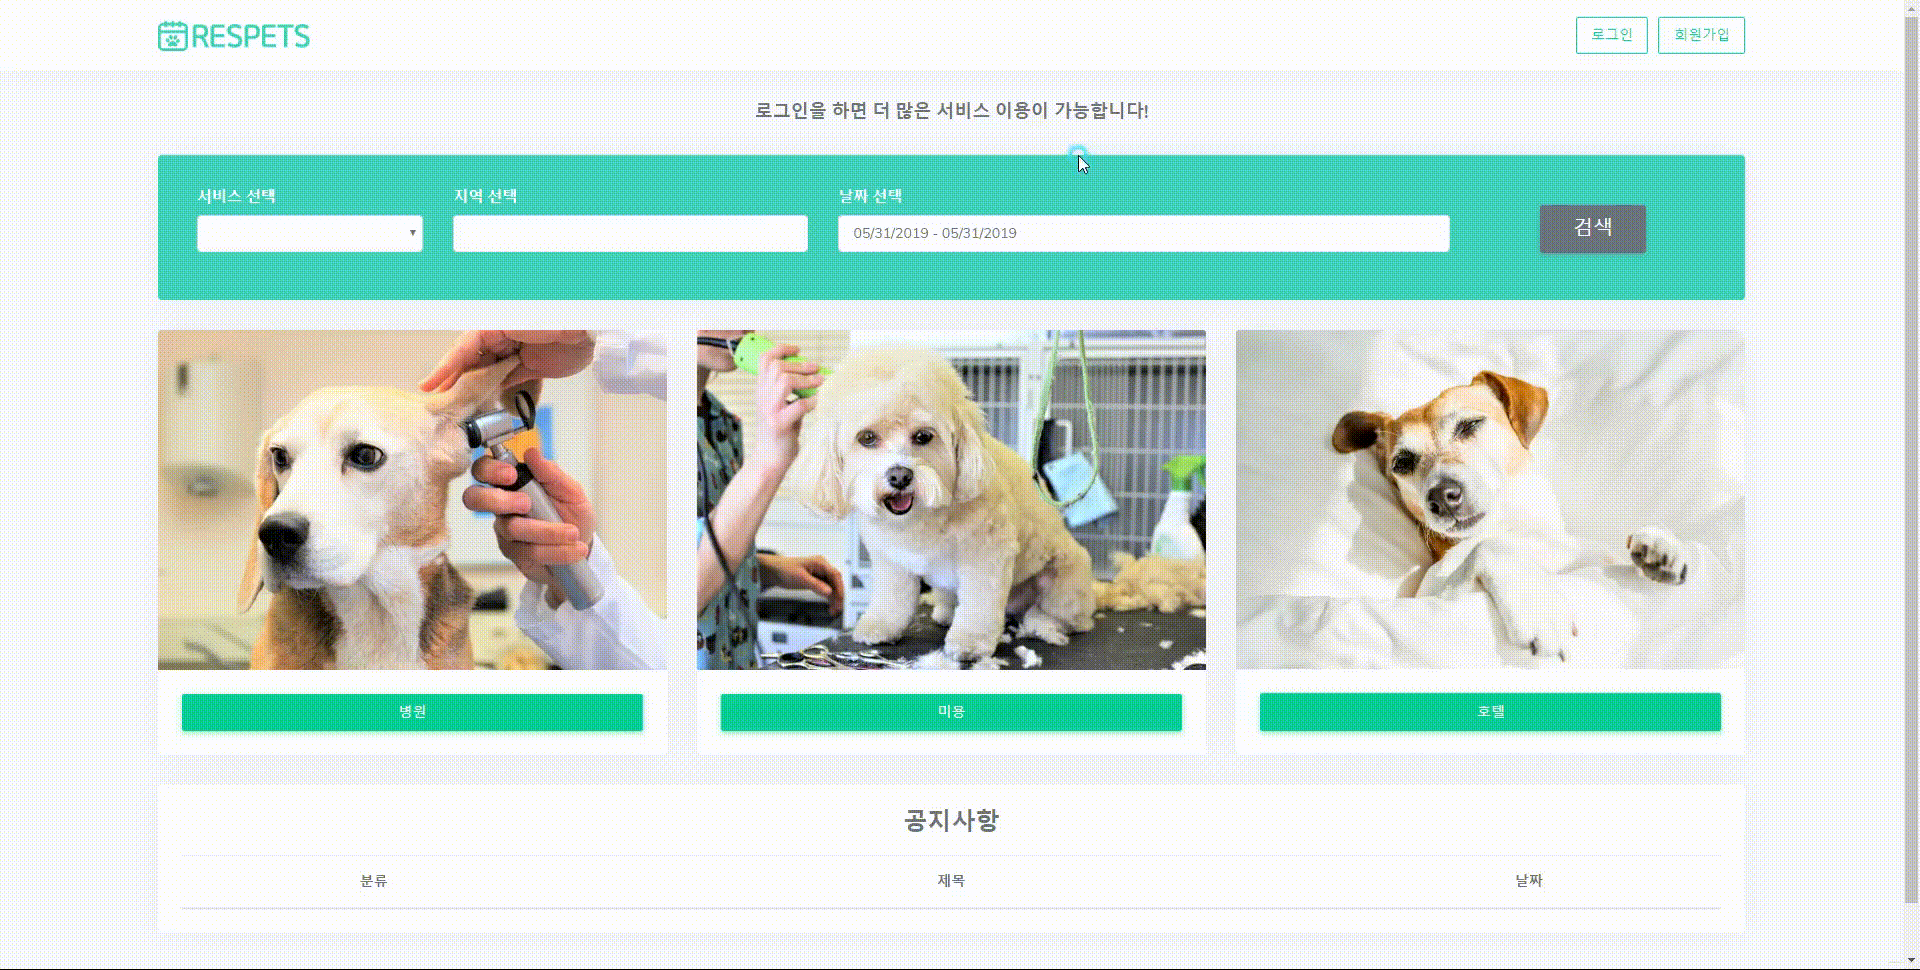 RESPETS
로그인
회원가입
로그인을 하면 더 많은 서비스 이용이 가능합니다!
서비스 선택
지역 선택
날짜 선택
05/31/2019 - 05/31/2019
검색
병원
미용
호텔
공지사항
분류
제목
날짜